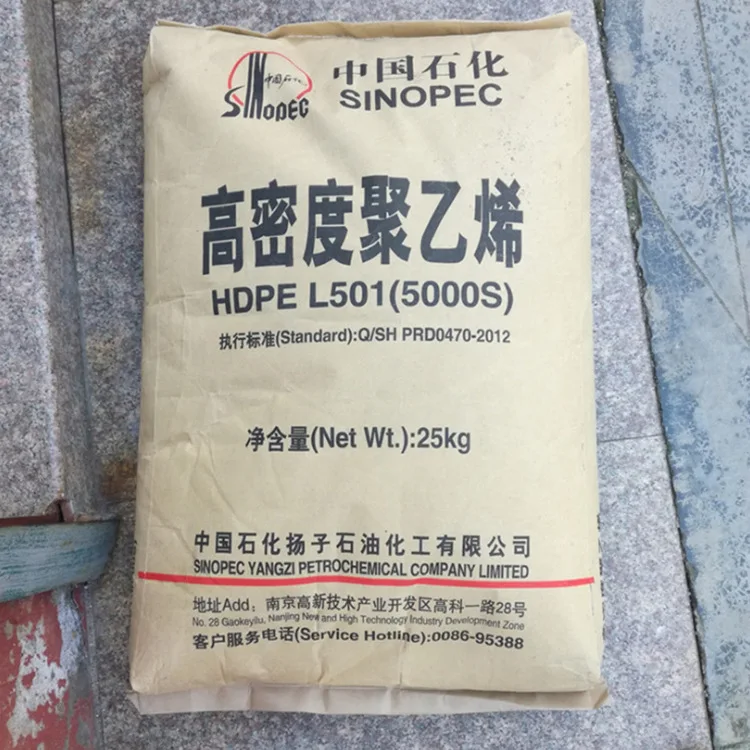 中国石化
SINOPEC
中国石化
SINOPEC
高密度聚乙烯
HDPE L501(5000S)
执行标准(Standard):Q/SH PRD0470-2012
净含量(Net Wt.):25kg
中国石化扬子石油化工有限公司
SINOPEC YANGZI PETROCHEMICAL COMPANY LIMITED
地址Add：南京高新技术产业开发区高科一路28号
No. 28 Gaokeyilu, Nanjing New and High Technology Industry Development Zone
客户服务电话(Service Hotline):0086-95388